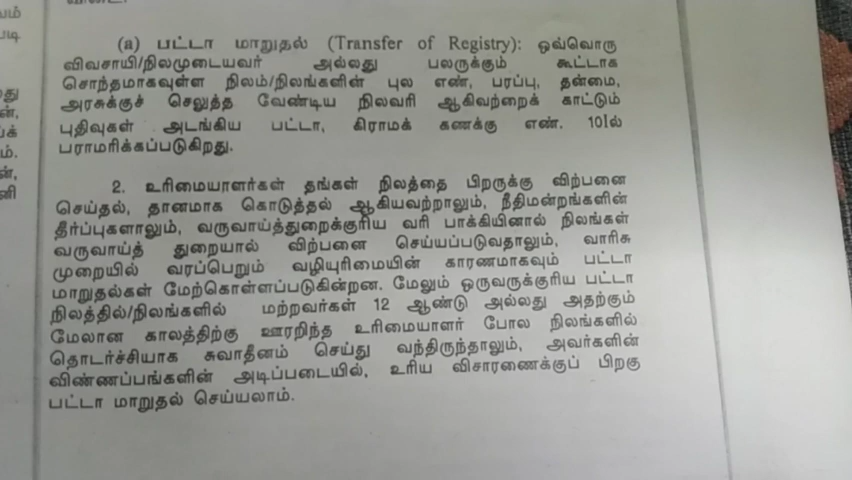 (a) பட்டா மாறுதல் (Transfer of Registry): ஒவ்வொரு
விவசாயி/நிலமுடையவர் அல்லது பலருக்கும் கூட்டாக
சொந்தமாகவுள்ள நிலம்/நிலங்களின் புல எண், பரப்பு, தன்மை,
அரசுக்குச் செலுத்த வேண்டிய நிலவரி ஆகிவற்றைக் காட்டும்
புதிவுகள் அடங்கிய பட்டா, கிராமக் கணக்கு எண். 10Iல்
பராமரிக்கப்படுகிறது.
2. உரிமையாளர்கள் தங்கள் நிலத்தை பிறருக்கு விற்பனை
செய்தல், தானமாக கொடுத்தல் ஆகியவற்றாலும், நீதிமன்றங்களின்
தீர்ப்புகளாலும், வருவாய்த்துறைக்குரிய வரி பாக்கியினால் நிலங்கள்
வருவாய்த் துறையால் விற்பனை செய்யப்படுவதாலும், வாரிசு
முறையில் வரப்பெறும் வழியுரிமையின் காரணமாகவும் பட்டா
மாறுதல்கள் மேற்கொள்ளப்படுகின்றன. மேலும் ஒருவருக்குரிய பட்டா
நிலத்தில்/நிலங்களில் மற்றவர்கள் 12 ஆண்டு அல்லது அதற்கும்
மேலான காலத்திற்கு ஊரறிந்த உரிமையாளர் போல நிலங்களில்
தொடர்ச்சியாக சுவாதீனம் செய்து வந்திருந்தாலும், அவர்களின்
விண்ணப்பங்களின் அடிப்படையில், உரிய விசாரணைக்குப் பிறகு
பட்டா மாறுதல் செய்யலாம்.